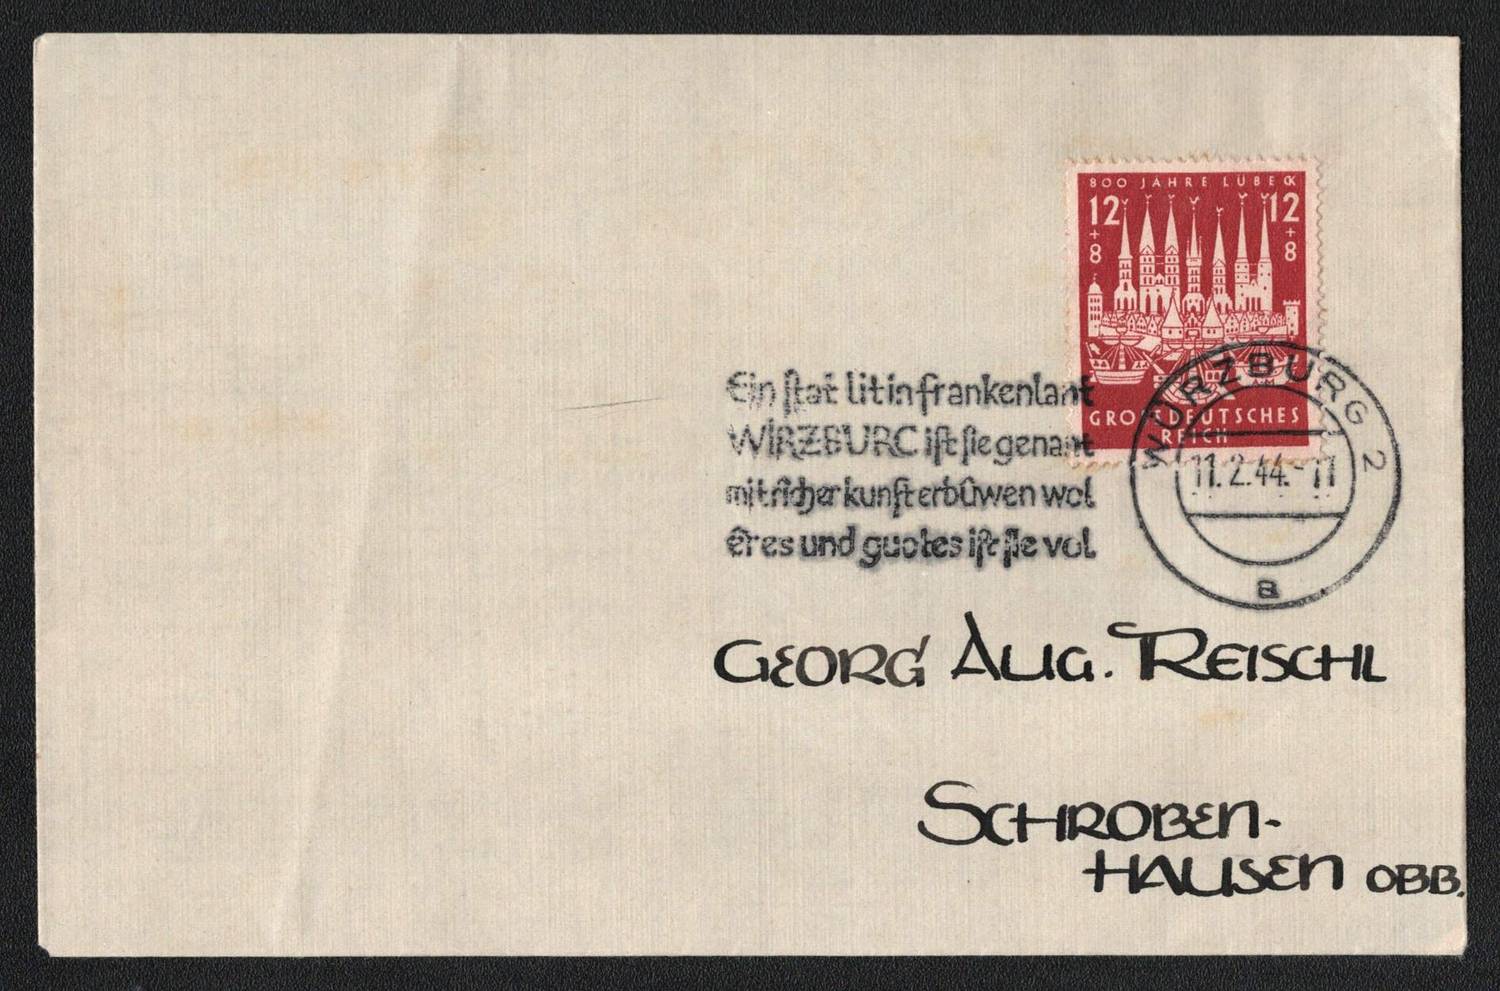 800 JAHRE LÜBECK
12 12
+ +
8 8
GROSSDEUTSCHES
REICH
WÜRZBURG 2
11.2.44.-11
a
Ein ſtat lit in frankenlant
WIRZBURC iſt ſie genant
mit richer kunſt erbûwen wol
êres und guotes iſt ſie vol
GEORG AUG. REISCHL
SCHROBEN-
HAUSEN OBB.